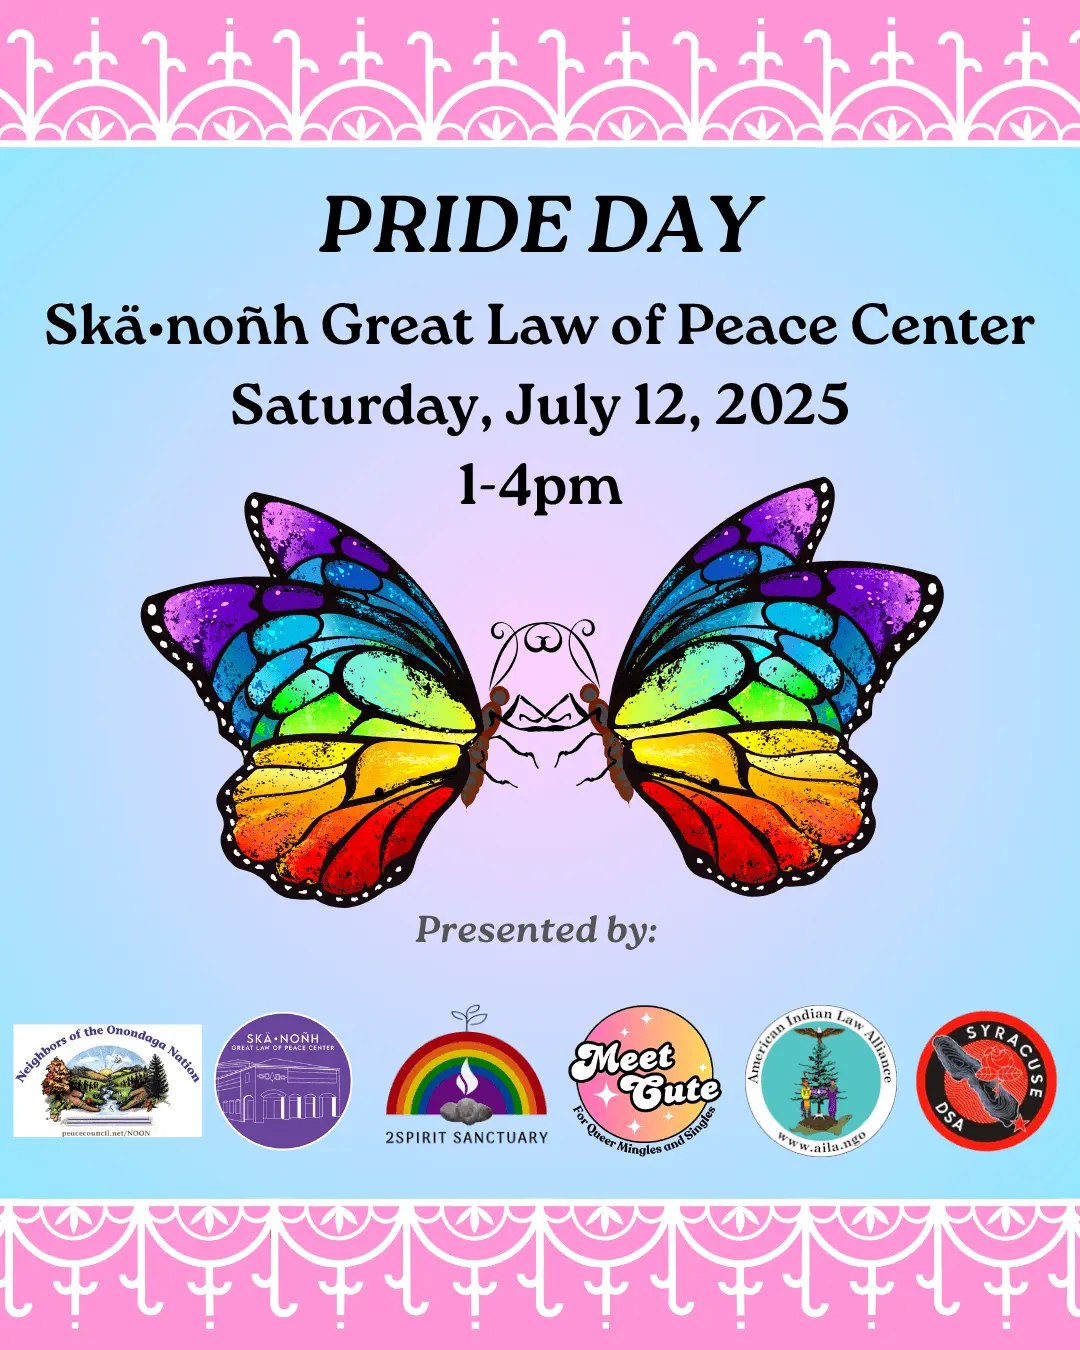 PRIDE DAY
Skä•noñh Great Law of Peace Center
Saturday, July 12, 2025
1-4pm
Presented by:
Neighbors of the Onondaga Nation
peacecouncil.net/NOON
SKÄ•NOÑH
GREAT LAW OF PEACE CENTER
2SPIRIT SANCTUARY
Meet
Cute
For Queer Mingles and Singles
American Indian Law Alliance
www.aila.ngo
SYRACUSE
DSA